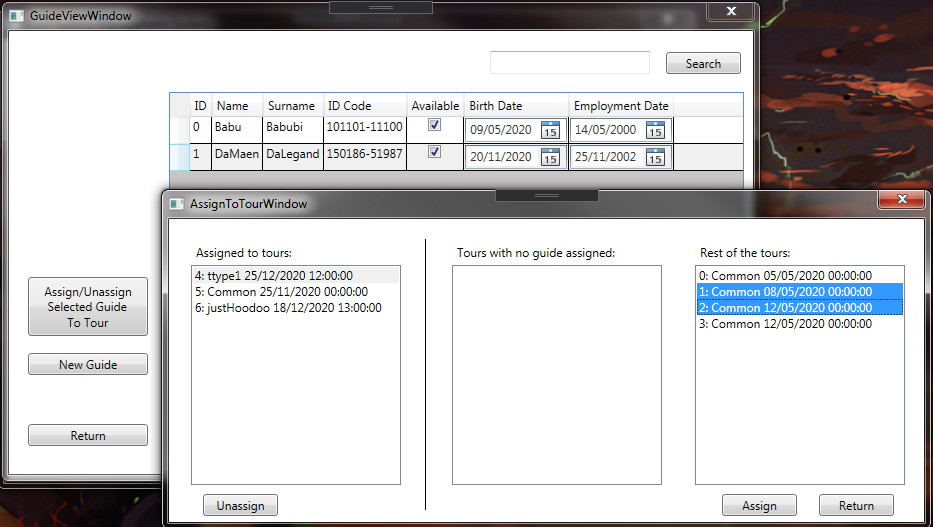 GuideViewWindow
Search
ID Name Surname ID Code Available Birth Date Employment Date
0 Babu Babubi 101101-11100 09/05/2020 15 14/05/2000 15
1 DaMaen DaLegand 150186-51987 20/11/2020 15 25/11/2002 15
Assign/Unassign
Selected Guide
To Tour
New Guide
Return
AssignToTourWindow
Assigned to tours:
4: ttype1 25/12/2020 12:00:00
5: Common 25/11/2020 00:00:00
6: justHoodoo 18/12/2020 13:00:00
Unassign
Tours with no guide assigned:
Rest of the tours:
0: Common 05/05/2020 00:00:00
1: Common 08/05/2020 00:00:00
2: Common 12/05/2020 00:00:00
3: Common 12/05/2020 00:00:00
Assign
Return